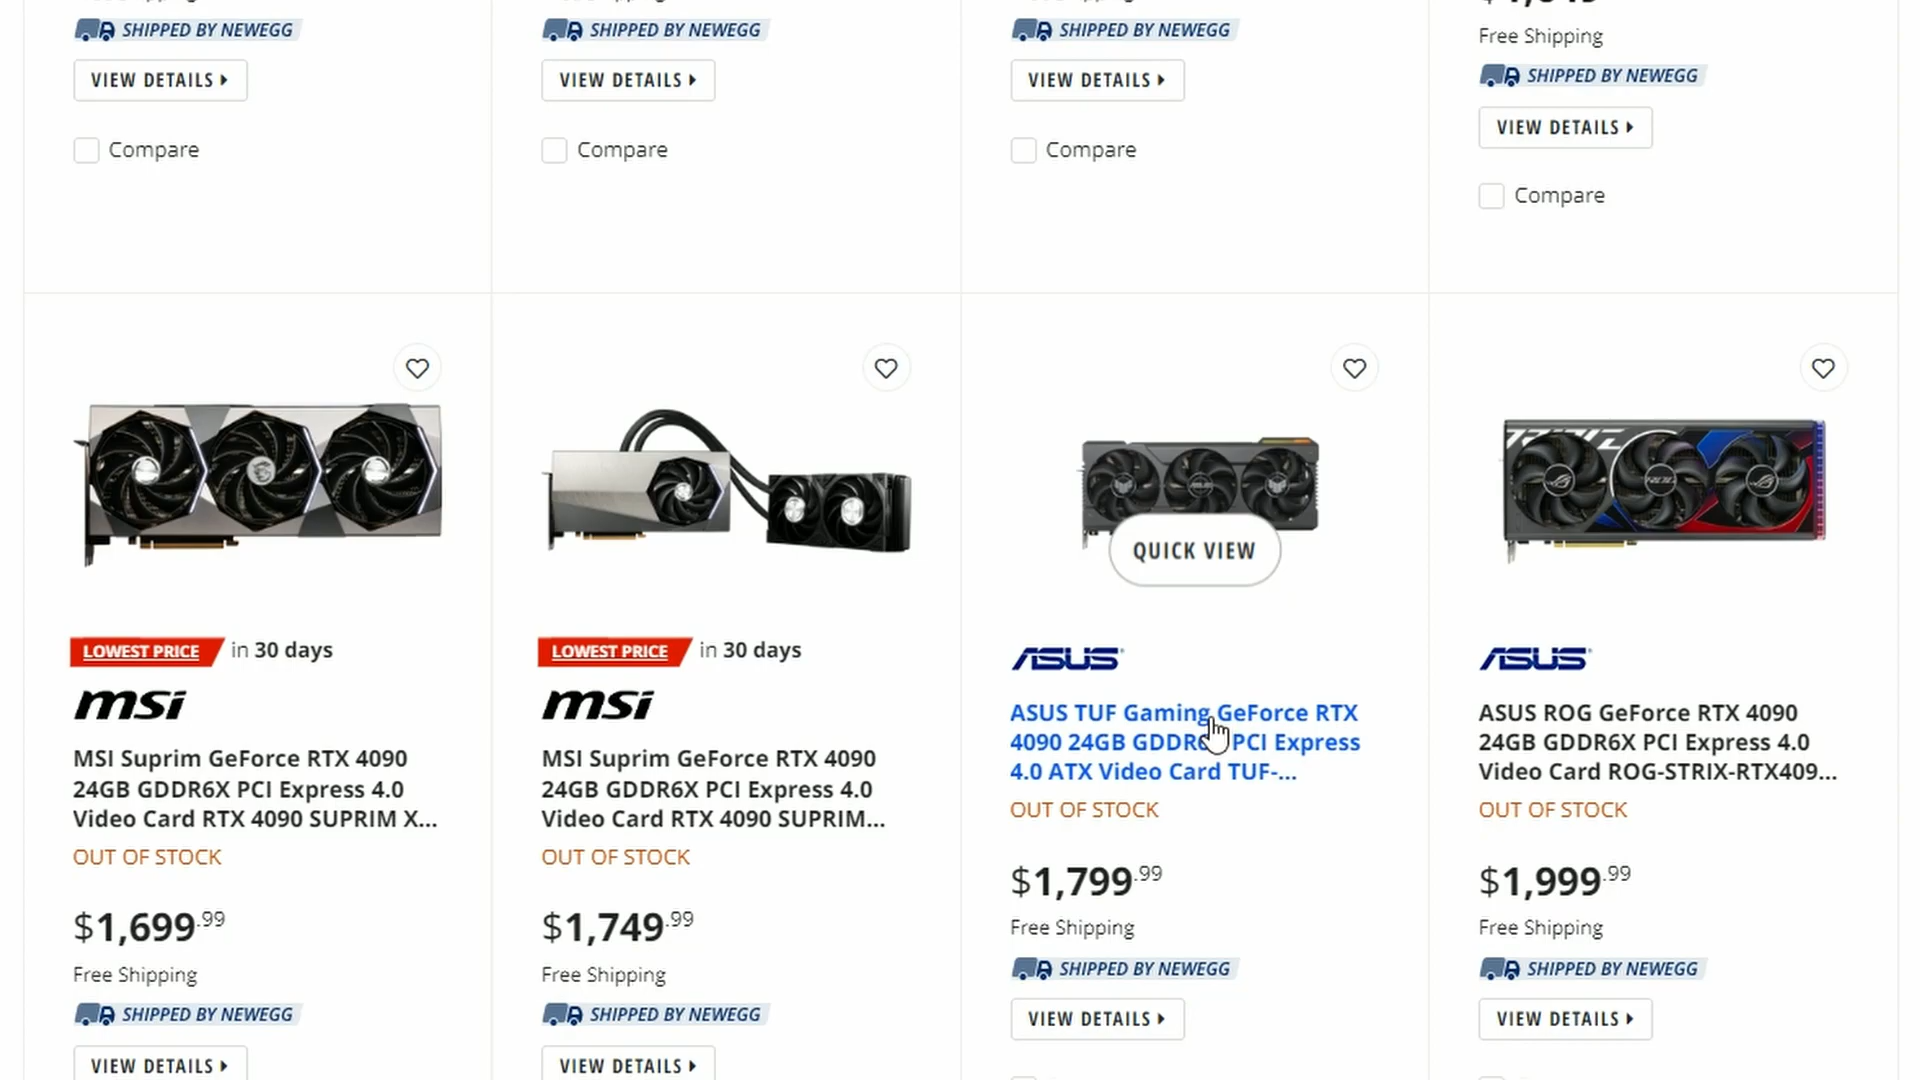 SHIPPED BY NEWEGG
VIEW DETAILS
Compare
SHIPPED BY NEWEGG
VIEW DETAILS
Compare
SHIPPED BY NEWEGG
VIEW DETAILS
Compare
Free Shipping
SHIPPED BY NEWEGG
VIEW DETAILS
Compare
LOWEST PRICE in 30 days
msi
MSI Suprim GeForce RTX 4090
24GB GDDR6X PCI Express 4.0
Video Card RTX 4090 SUPRIM X...
OUT OF STOCK
$1,699.99
Free Shipping
SHIPPED BY NEWEGG
VIEW DETAILS
LOWEST PRICE in 30 days
msi
MSI Suprim GeForce RTX 4090
24GB GDDR6X PCI Express 4.0
Video Card RTX 4090 SUPRIM...
OUT OF STOCK
$1,749.99
Free Shipping
SHIPPED BY NEWEGG
VIEW DETAILS
QUICK VIEW
ASUS
ASUS TUF Gaming GeForce RTX
4090 24GB PCI Express
4.0 ATX Video Card TUF-...
OUT OF STOCK
$1,799.99
Free Shipping
SHIPPED BY NEWEGG
VIEW DETAILS
ASUS
ASUS ROG GeForce RTX 4090
24GB GDDR6X PCI Express 4.0
Video Card ROG-STRIX-RTX409...
OUT OF STOCK
$1,999.99
Free Shipping
SHIPPED BY NEWEGG
VIEW DETAILS